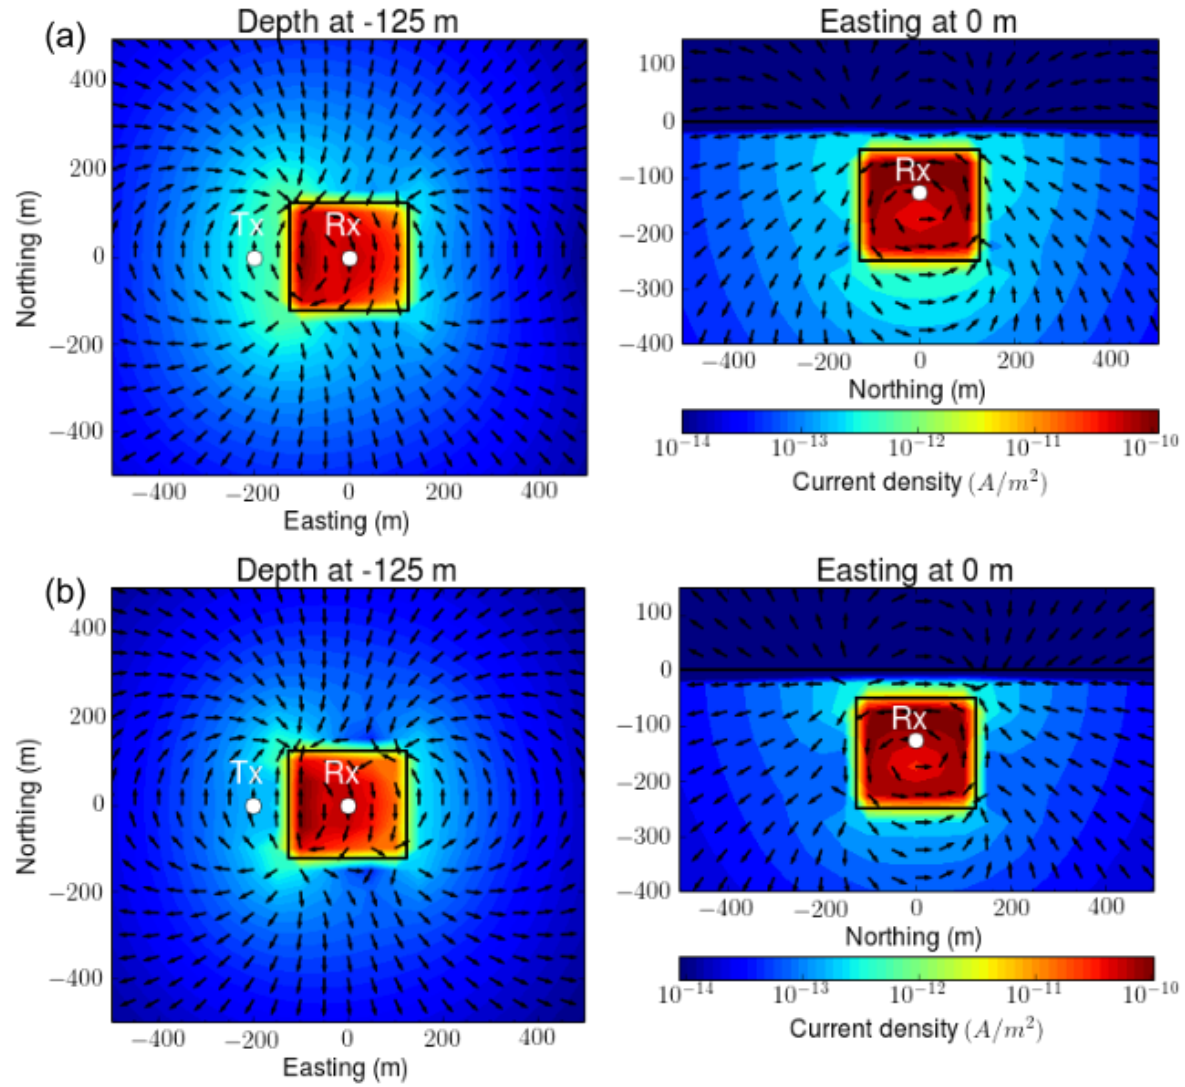 (a)
Depth at -125 m
Easting at 0 m
400
200
0
−200
−400
Northing (m)
Tx
Rx
−400 −200 0 200 400
Easting (m)
100
0
−100
−200
−300
−400
Rx
−400 −200 0 200 400
Northing (m)
10⁻¹⁴ 10⁻¹³ 10⁻¹² 10⁻¹¹ 10⁻¹⁰
Current density (A/m²)
(b)
Depth at -125 m
Easting at 0 m
400
200
0
−200
−400
Northing (m)
Tx
Rx
−400 −200 0 200 400
Easting (m)
100
0
−100
−200
−300
−400
Rx
−400 −200 0 200 400
Northing (m)
10⁻¹⁴ 10⁻¹³ 10⁻¹² 10⁻¹¹ 10⁻¹⁰
Current density (A/m²)